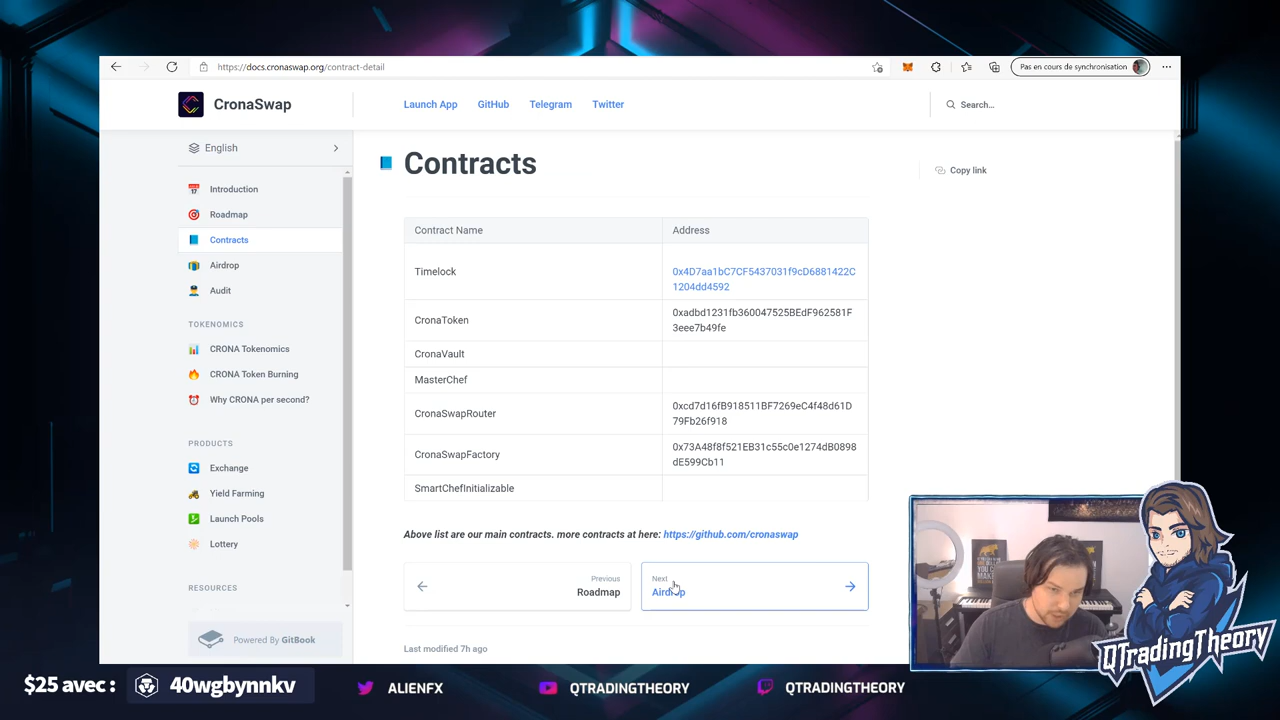 https://docs.cronaswap.org/contract-detail
Pas en cours de synchronisation
CronaSwap
Launch App
GitHub
Telegram
Twitter
Search...
English
Introduction
Roadmap
Contracts
Airdrop
Audit
TOKENOMICS
CRONA Tokenomics
CRONA Token Burning
Why CRONA per second?
PRODUCTS
Exchange
Yield Farming
Launch Pools
Lottery
RESOURCES
Powered By GitBook
Contracts
Copy link
Contract Name Address
Timelock 0x4D7aa1bC7CF5437031f9cD6881422C
1204dd4592
CronaToken 0xadbd1231fb360047525BEdF962581F
3eee7b49fe
CronaVault
MasterChef
CronaSwapRouter 0xcd7d16fB918511BF7269eC4f48d61D
79Fb26f918
CronaSwapFactory 0x73A48f8f521EB31c55c0e1274dB0898
dE599Cb11
SmartChefInitializable
Above list are our main contracts. more contracts at here: https://github.com/cronaswap
Previous
Roadmap
Next
Airdrop
Last modified 7h ago
QTradingTheory
$25 avec :
40wgbynnkv
ALIENFX
QTRADINGTHEORY
QTRADINGTHEORY